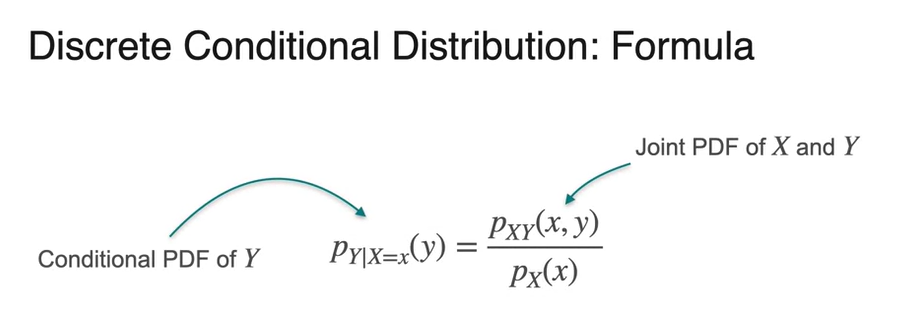 Discrete Conditional Distribution: Formula
Joint PDF of X and Y
Conditional PDF of Y
p_{Y|X=x}(y) = \frac{p_{XY}(x, y)}{p_X(x)}